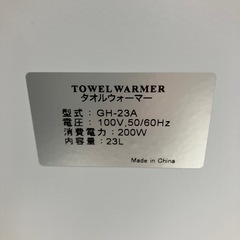 TOWEL WARMER
タオルウォーマー
型式：GH-23A
電圧：100V,50/60Hz
消費電力：200W
内容量：23L
Made in China